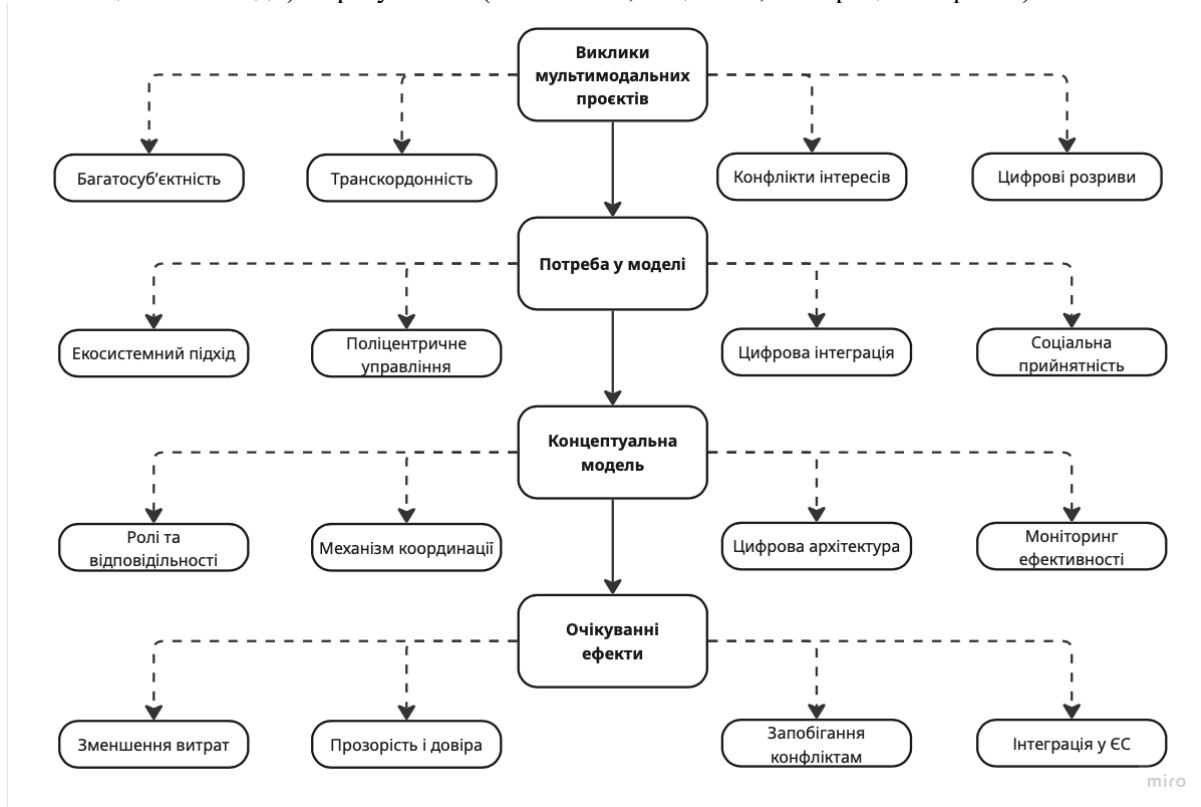 Виклики
мультимодальних
проєктів
Багатосуб’єктність
Транскордонність
Конфлікти інтересів
Цифрові розриви
Потреба у моделі
Екосистемний підхід
Поліцентричне
управління
Цифрова інтеграція
Соціальна
прийнятність
Концептуальна
модель
Ролі та
відповідільності
Механізм координації
Цифрова архітектура
Моніторинг
ефективності
Очікуванні
ефекти
Зменшення витрат
Прозорість і довіра
Запобігання
конфліктам
Інтеграція у ЄС
miro